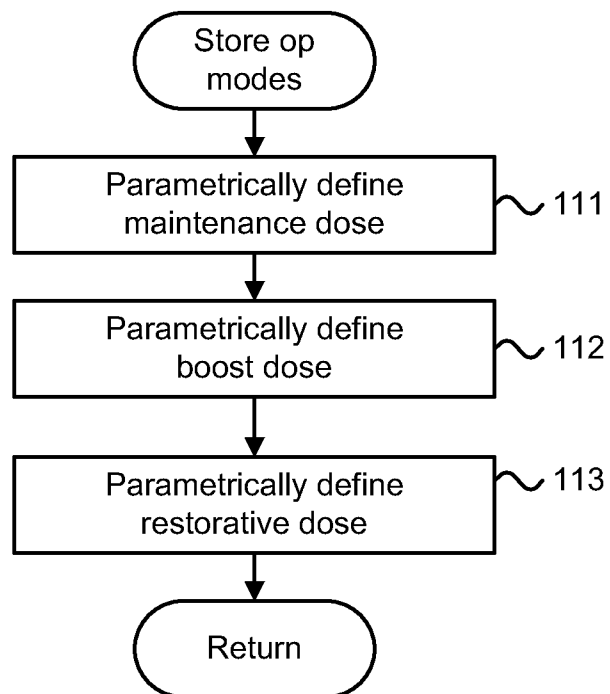 Store op
modes
Parametrically define
maintenance dose
111
Parametrically define
boost dose
112
Parametrically define
restorative dose
113
Return